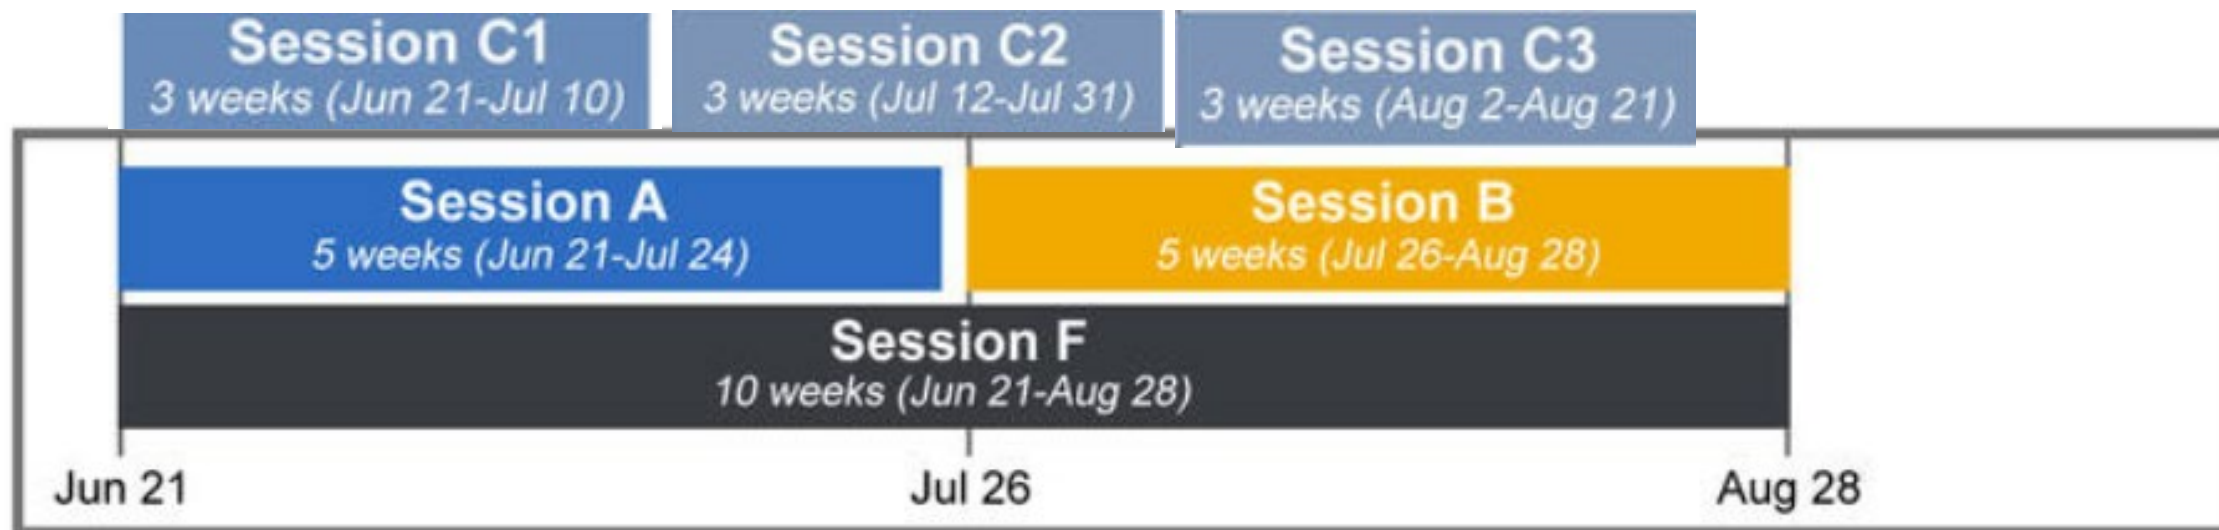 Session C1
3 weeks (Jun 21-Jul 10)
Session C2
3 weeks (Jul 12-Jul 31)
Session C3
3 weeks (Aug 2-Aug 21)
Session A
5 weeks (Jun 21-Jul 24)
Session B
5 weeks (Jul 26-Aug 28)
Session F
10 weeks (Jun 21-Aug 28)
Jun 21
Jul 26
Aug 28